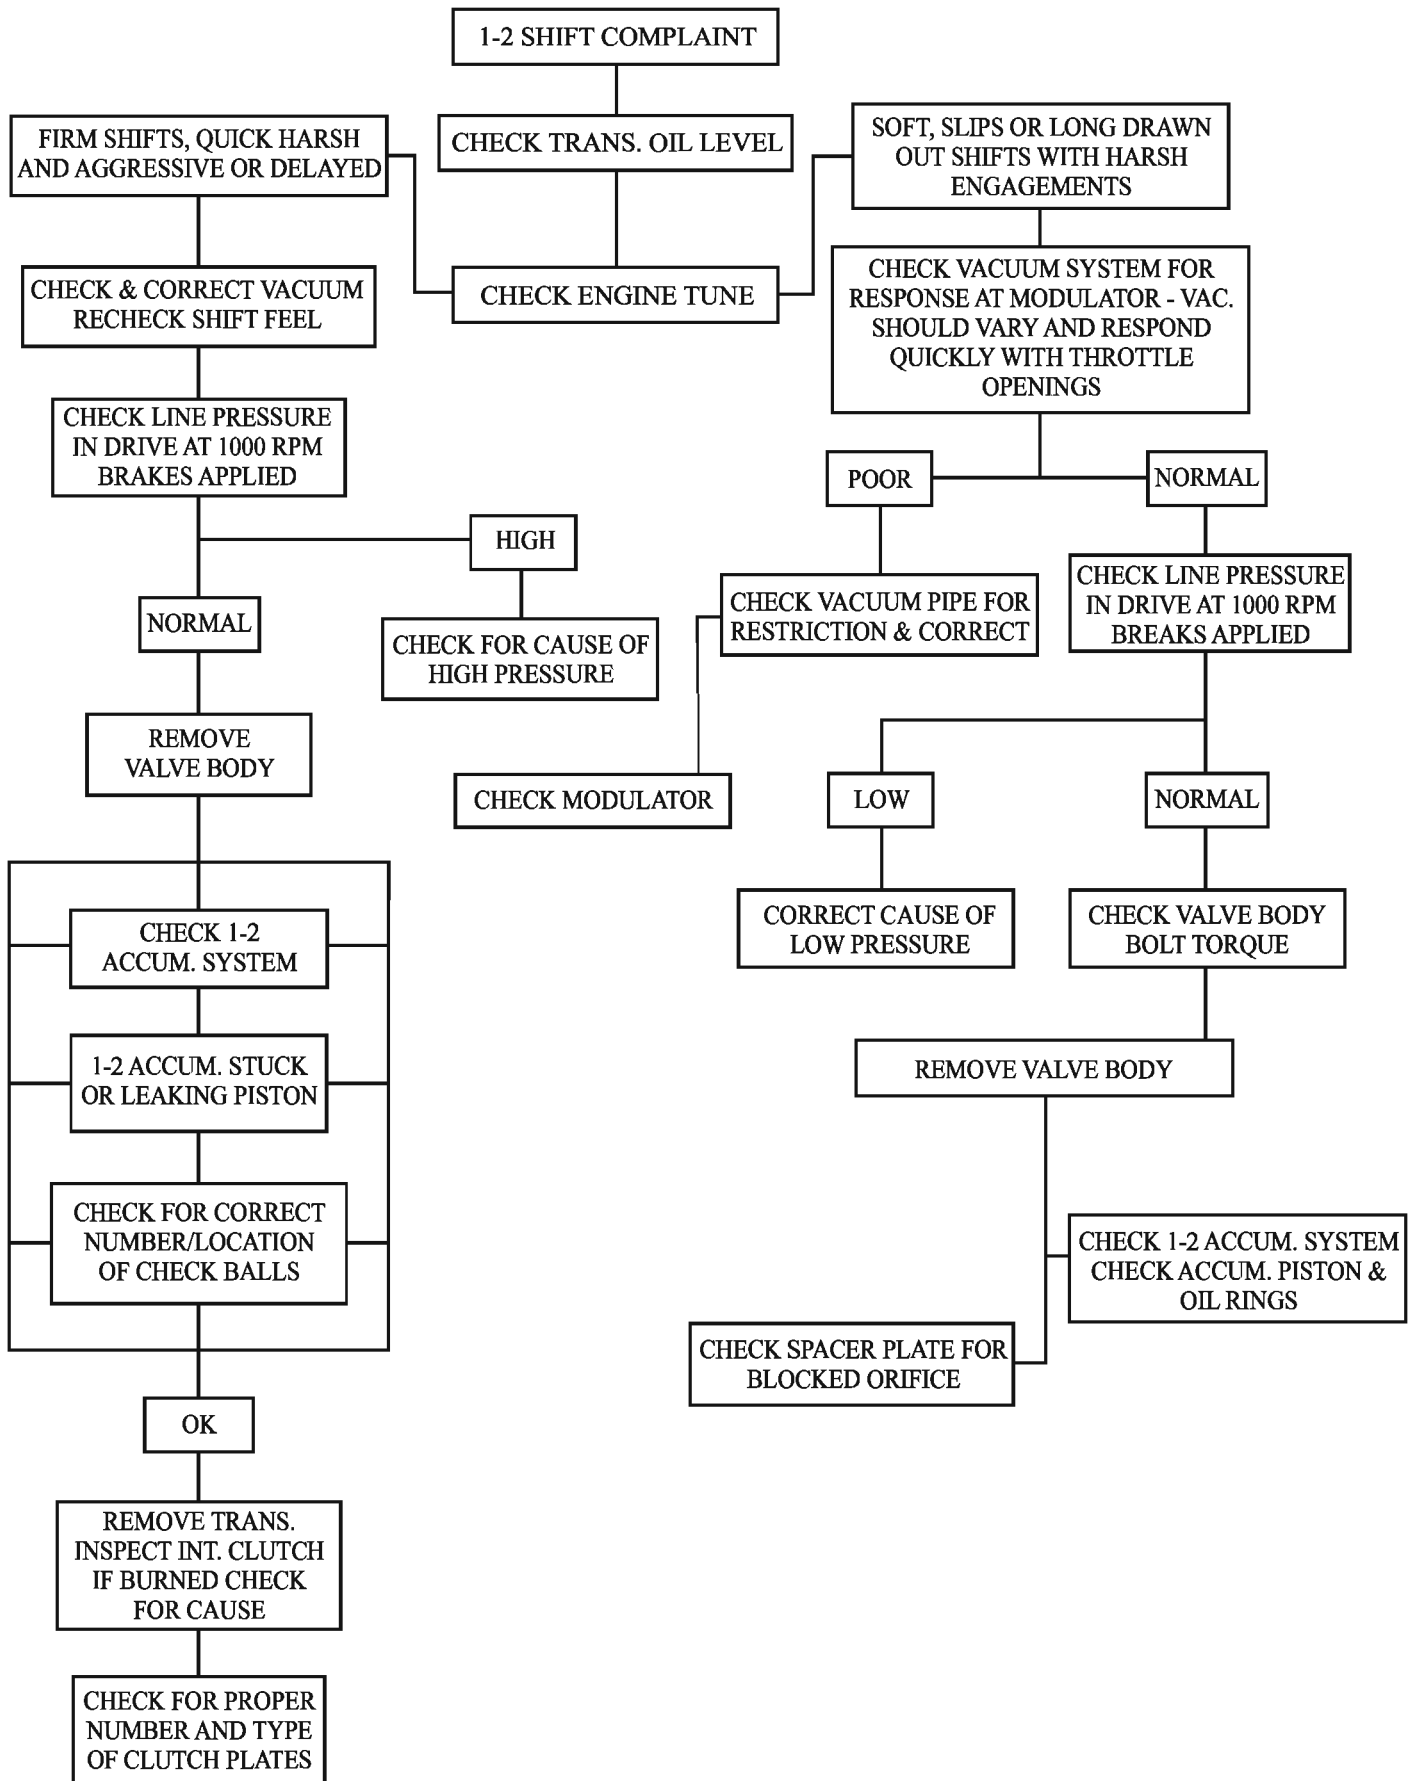 1-2 SHIFT COMPLAINT
CHECK TRANS. OIL LEVEL
CHECK ENGINE TUNE
FIRM SHIFTS, QUICK HARSH
AND AGGRESSIVE OR DELAYED
CHECK & CORRECT VACUUM
RECHECK SHIFT FEEL
CHECK LINE PRESSURE
IN DRIVE AT 1000 RPM
BRAKES APPLIED
HIGH
CHECK FOR CAUSE OF
HIGH PRESSURE
NORMAL
REMOVE
VALVE BODY
CHECK 1-2
ACCUM. SYSTEM
1-2 ACCUM. STUCK
OR LEAKING PISTON
CHECK FOR CORRECT
NUMBER/LOCATION
OF CHECK BALLS
OK
REMOVE TRANS.
INSPECT INT. CLUTCH
IF BURNED CHECK
FOR CAUSE
CHECK FOR PROPER
NUMBER AND TYPE
OF CLUTCH PLATES
SOFT, SLIPS OR LONG DRAWN
OUT SHIFTS WITH HARSH
ENGAGEMENTS
CHECK VACUUM SYSTEM FOR
RESPONSE AT MODULATOR - VAC.
SHOULD VARY AND RESPOND
QUICKLY WITH THROTTLE
OPENINGS
POOR
CHECK VACUUM PIPE FOR
RESTRICTION & CORRECT
CHECK MODULATOR
NORMAL
CHECK LINE PRESSURE
IN DRIVE AT 1000 RPM
BREAKS APPLIED
LOW
CORRECT CAUSE OF
LOW PRESSURE
NORMAL
CHECK VALVE BODY
BOLT TORQUE
REMOVE VALVE BODY
CHECK 1-2 ACCUM. SYSTEM
CHECK ACCUM. PISTON &
OIL RINGS
CHECK SPACER PLATE FOR
BLOCKED ORIFICE